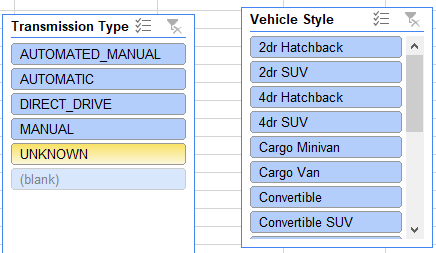 Transmission Type
AUTOMATED_MANUAL
AUTOMATIC
DIRECT_DRIVE
MANUAL
UNKNOWN
(blank)
Vehicle Style
2dr Hatchback
2dr SUV
4dr Hatchback
4dr SUV
Cargo Minivan
Cargo Van
Convertible
Convertible SUV